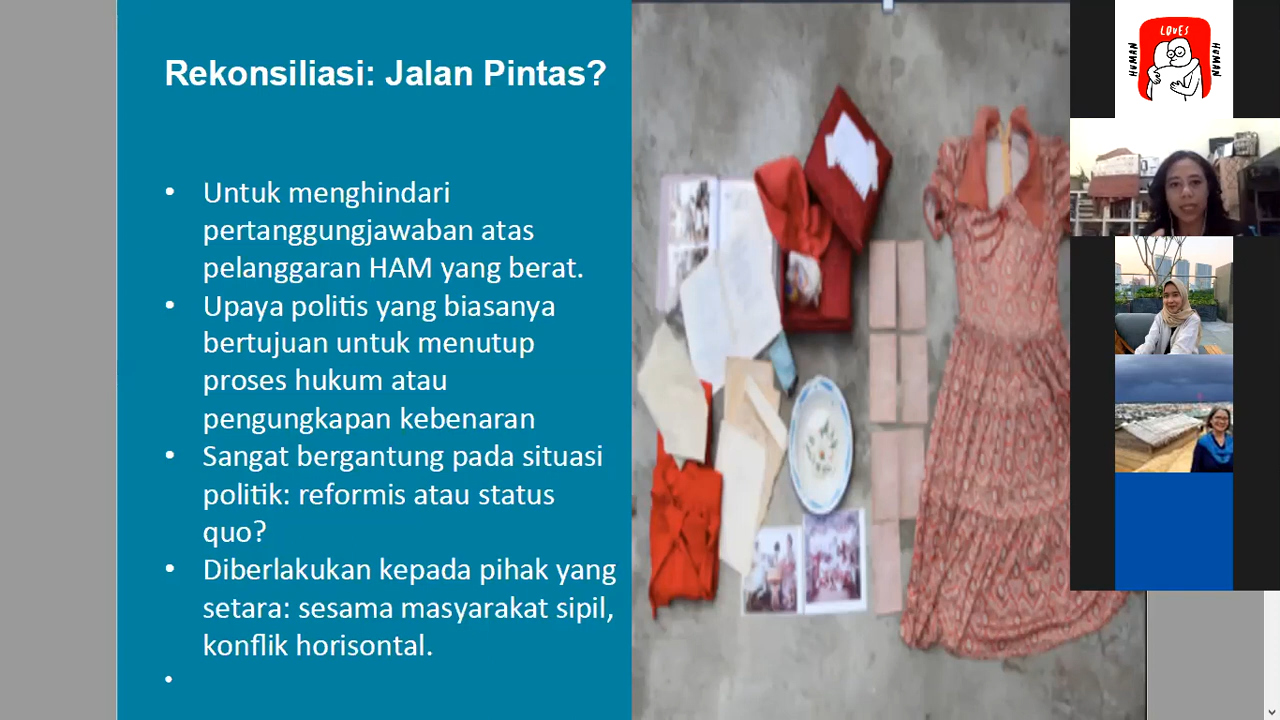 Rekonsiliasi: Jalan Pintas?
• Untuk menghindari
pertanggungjawaban atas
pelanggaran HAM yang berat.
• Upaya politis yang biasanya
bertujuan untuk menutup
proses hukum atau
pengungkapan kebenaran
• Sangat bergantung pada situasi
politik: reformis atau status
quo?
• Diberlakukan kepada pihak yang
setara: sesama masyarakat sipil,
konflik horisontal.
•
HUMAN
LOVES
HUMAN